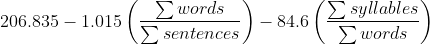 206.835 − 1.015 (∑ words / ∑ sentences) − 84.6 (∑ syllables / ∑ words)